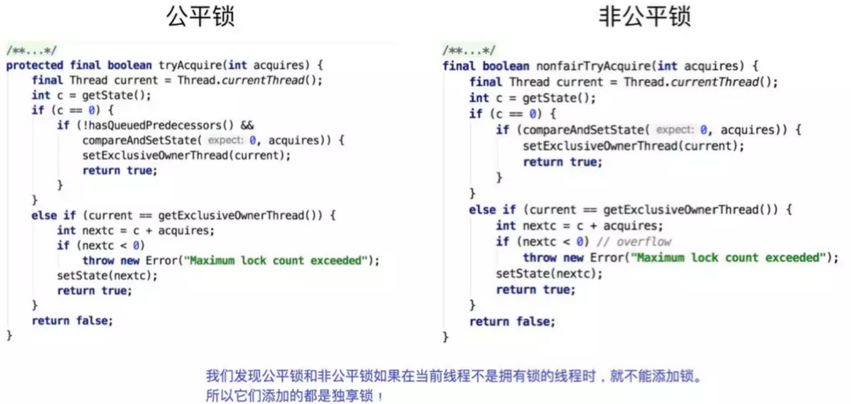 公平锁
/**...*/
protected final boolean tryAcquire(int acquires) {
    final Thread current = Thread.currentThread();
    int c = getState();
    if (c == 0) {
        if (!hasQueuedPredecessors() &&
            compareAndSetState( expect: 0, acquires)) {
            setExclusiveOwnerThread(current);
            return true;
        }
    }
    else if (current == getExclusiveOwnerThread()) {
        int nextc = c + acquires;
        if (nextc < 0)
            throw new Error("Maximum lock count exceeded");
        setState(nextc);
        return true;
    }
    return false;
}
非公平锁
/**...*/
final boolean nonfairTryAcquire(int acquires) {
    final Thread current = Thread.currentThread();
    int c = getState();
    if (c == 0) {
        if (compareAndSetState( expect: 0, acquires)) {
            setExclusiveOwnerThread(current);
            return true;
        }
    }
    else if (current == getExclusiveOwnerThread()) {
        int nextc = c + acquires;
        if (nextc < 0) // overflow
            throw new Error("Maximum lock count exceeded");
        setState(nextc);
        return true;
    }
    return false;
}
我们发现公平锁和非公平锁如果在当前线程不是拥有锁的线程时，就不能添加锁。
所以它们添加的都是独享锁！